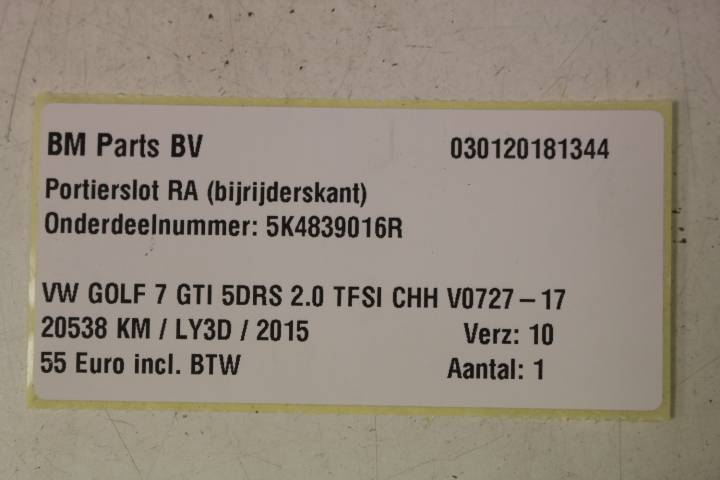 BM Parts BV 030120181344
Portierslot RA (bijrijderskant)
Onderdeelnummer: 5K4839016R
VW GOLF 7 GTI 5DRS 2.0 TFSI CHH V0727-17
20538 KM / LY3D / 2015 Verz: 10
55 Euro incl. BTW Aantal: 1